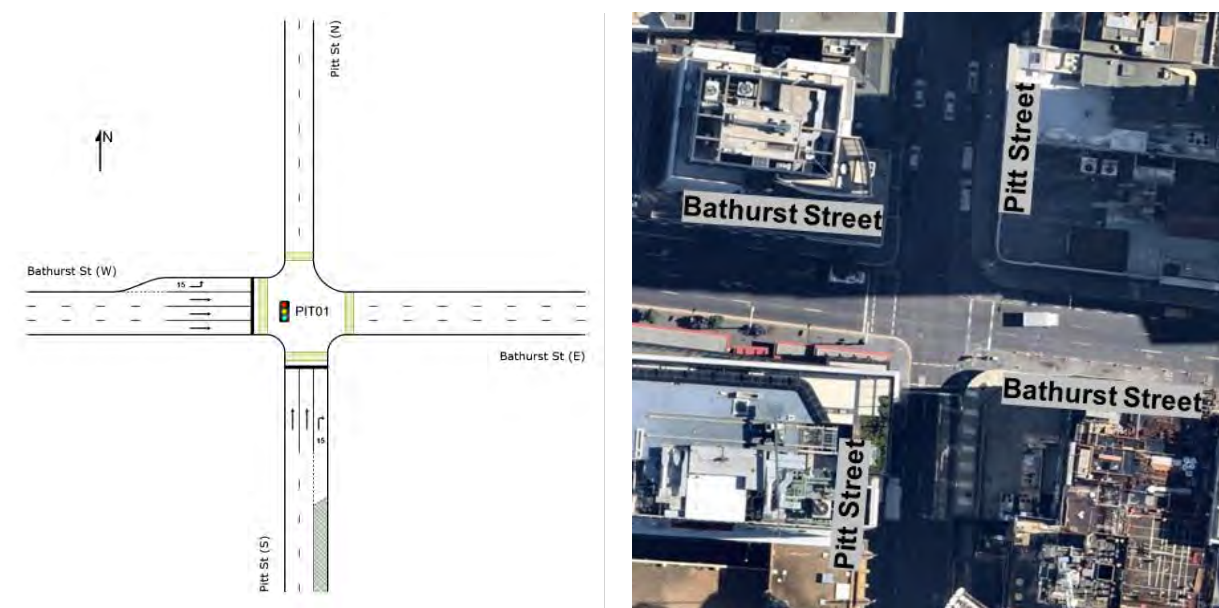 Pitt St (N)
N
Bathurst St (W)
15
PIT01
Bathurst St (E)
15
Pitt St (S)
Pitt Street
Bathurst Street
Bathurst Street
Pitt Street